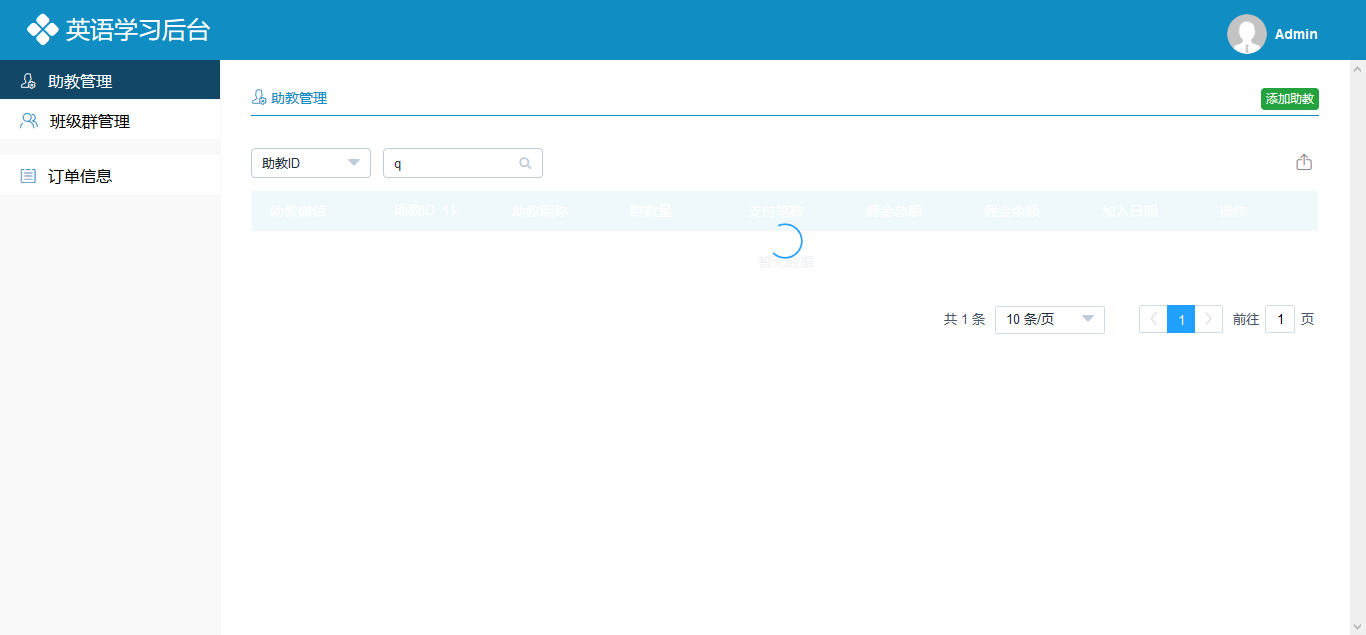 英语学习后台
Admin
助教管理
班级群管理
订单信息
助教管理
添加助教
助教ID
q
助教微信 助教ID 助教昵称 群数量 支付笔数 佣金总额 佣金余额 加入日期 操作
暂无数据
共 1 条 10 条/页 1 前往 1 页